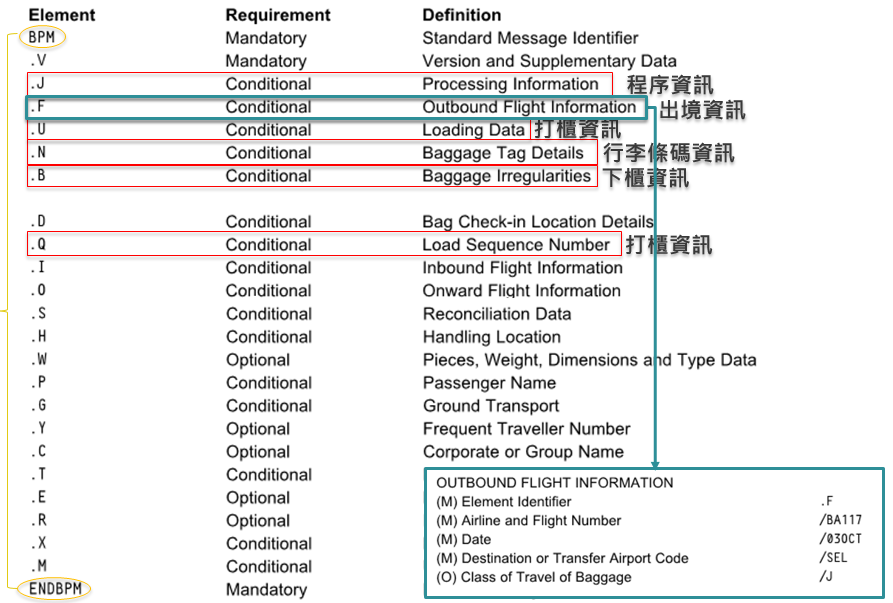 Element Requirement Definition
BPM Mandatory Standard Message Identifier
.V Mandatory Version and Supplementary Data
.J Conditional Processing Information 程序資訊
.F Conditional Outbound Flight Information 出境資訊
.U Conditional Loading Data 打櫃資訊
.N Conditional Baggage Tag Details 行李條碼資訊
.B Conditional Baggage Irregularities 下櫃資訊
.D Conditional Bag Check-in Location Details
.Q Conditional Load Sequence Number 打櫃資訊
.I Conditional Inbound Flight Information
.O Conditional Onward Flight Information
.S Conditional Reconciliation Data
.H Conditional Handling Location
.W Optional Pieces, Weight, Dimensions and Type Data
.P Conditional Passenger Name
.G Conditional Ground Transport
.Y Optional Frequent Traveller Number
.C Optional Corporate or Group Name
.T Conditional
.E Optional
.R Optional
.X Conditional
.M Conditional
ENDBPM Mandatory
OUTBOUND FLIGHT INFORMATION
(M) Element Identifier .F
(M) Airline and Flight Number /BA117
(M) Date /03OCT
(M) Destination or Transfer Airport Code /SEL
(O) Class of Travel of Baggage /J